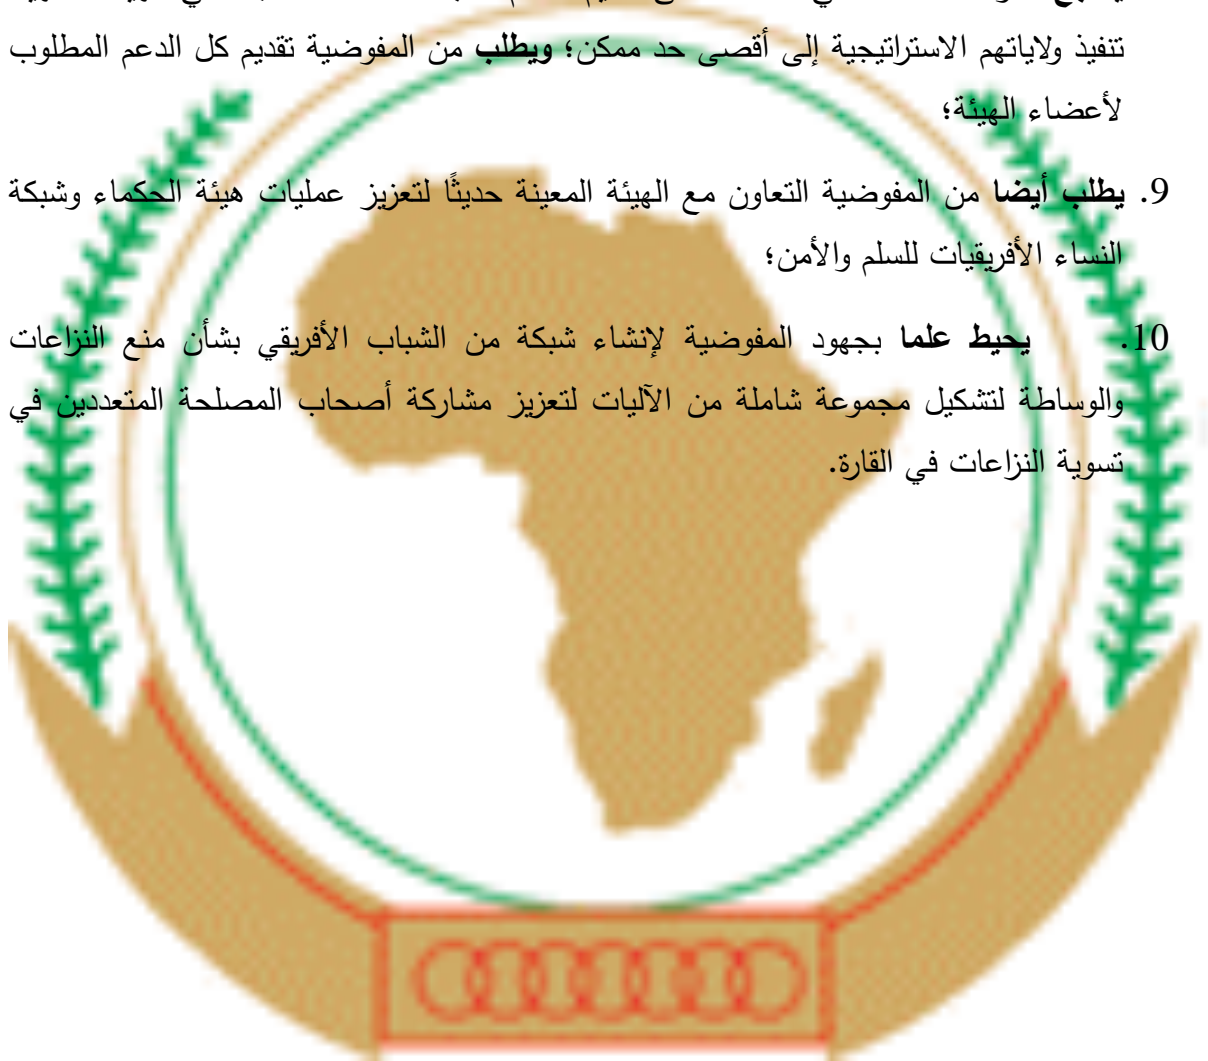 تنفيذ ولاياتهم الاستراتيجية إلى أقصى حد ممكن؛ ويطلب من المفوضية تقديم كل الدعم المطلوب
لأعضاء الهيئة؛
9. يطلب أيضا من المفوضية التعاون مع الهيئة المعينة حديثًا لتعزيز عمليات هيئة الحكماء وشبكة
النساء الأفريقيات للسلم والأمن؛
10. يحيط علما بجهود المفوضية لإنشاء شبكة من الشباب الأفريقي بشأن منع النزاعات
والوساطة لتشكيل مجموعة شاملة من الآليات لتعزيز مشاركة أصحاب المصلحة المتعددين في
تسوية النزاعات في القارة.